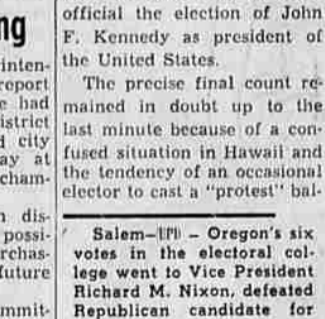 ng
inten-
report
e had
istrict
d city
ay at
cham-
n dis-
possi-
rchas-
future
mmit-
official the election of John
F. Kennedy as president of
the United States.
The precise final count re-
mained in doubt up to the
last minute because of a con-
fused situation in Hawaii and
the tendency of an occasional
elector to cast a "protest" bal-
Salem—(UPI) – Oregon's six
votes in the electoral col-
lege went to Vice President
Richard M. Nixon, defeated
Republican candidate for